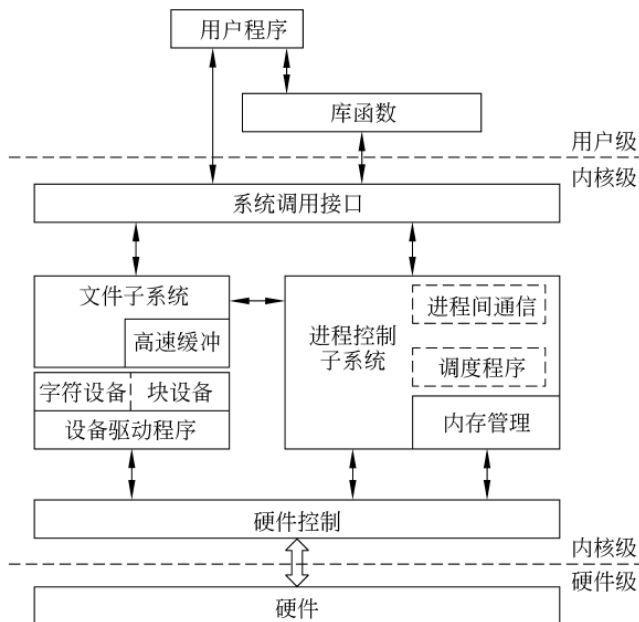 用户程序
库函数
用户级
内核级
系统调用接口
文件子系统
高速缓冲
字符设备
块设备
设备驱动程序
进程控制
子系统
进程间通信
调度程序
内存管理
硬件控制
内核级
硬件级
硬件